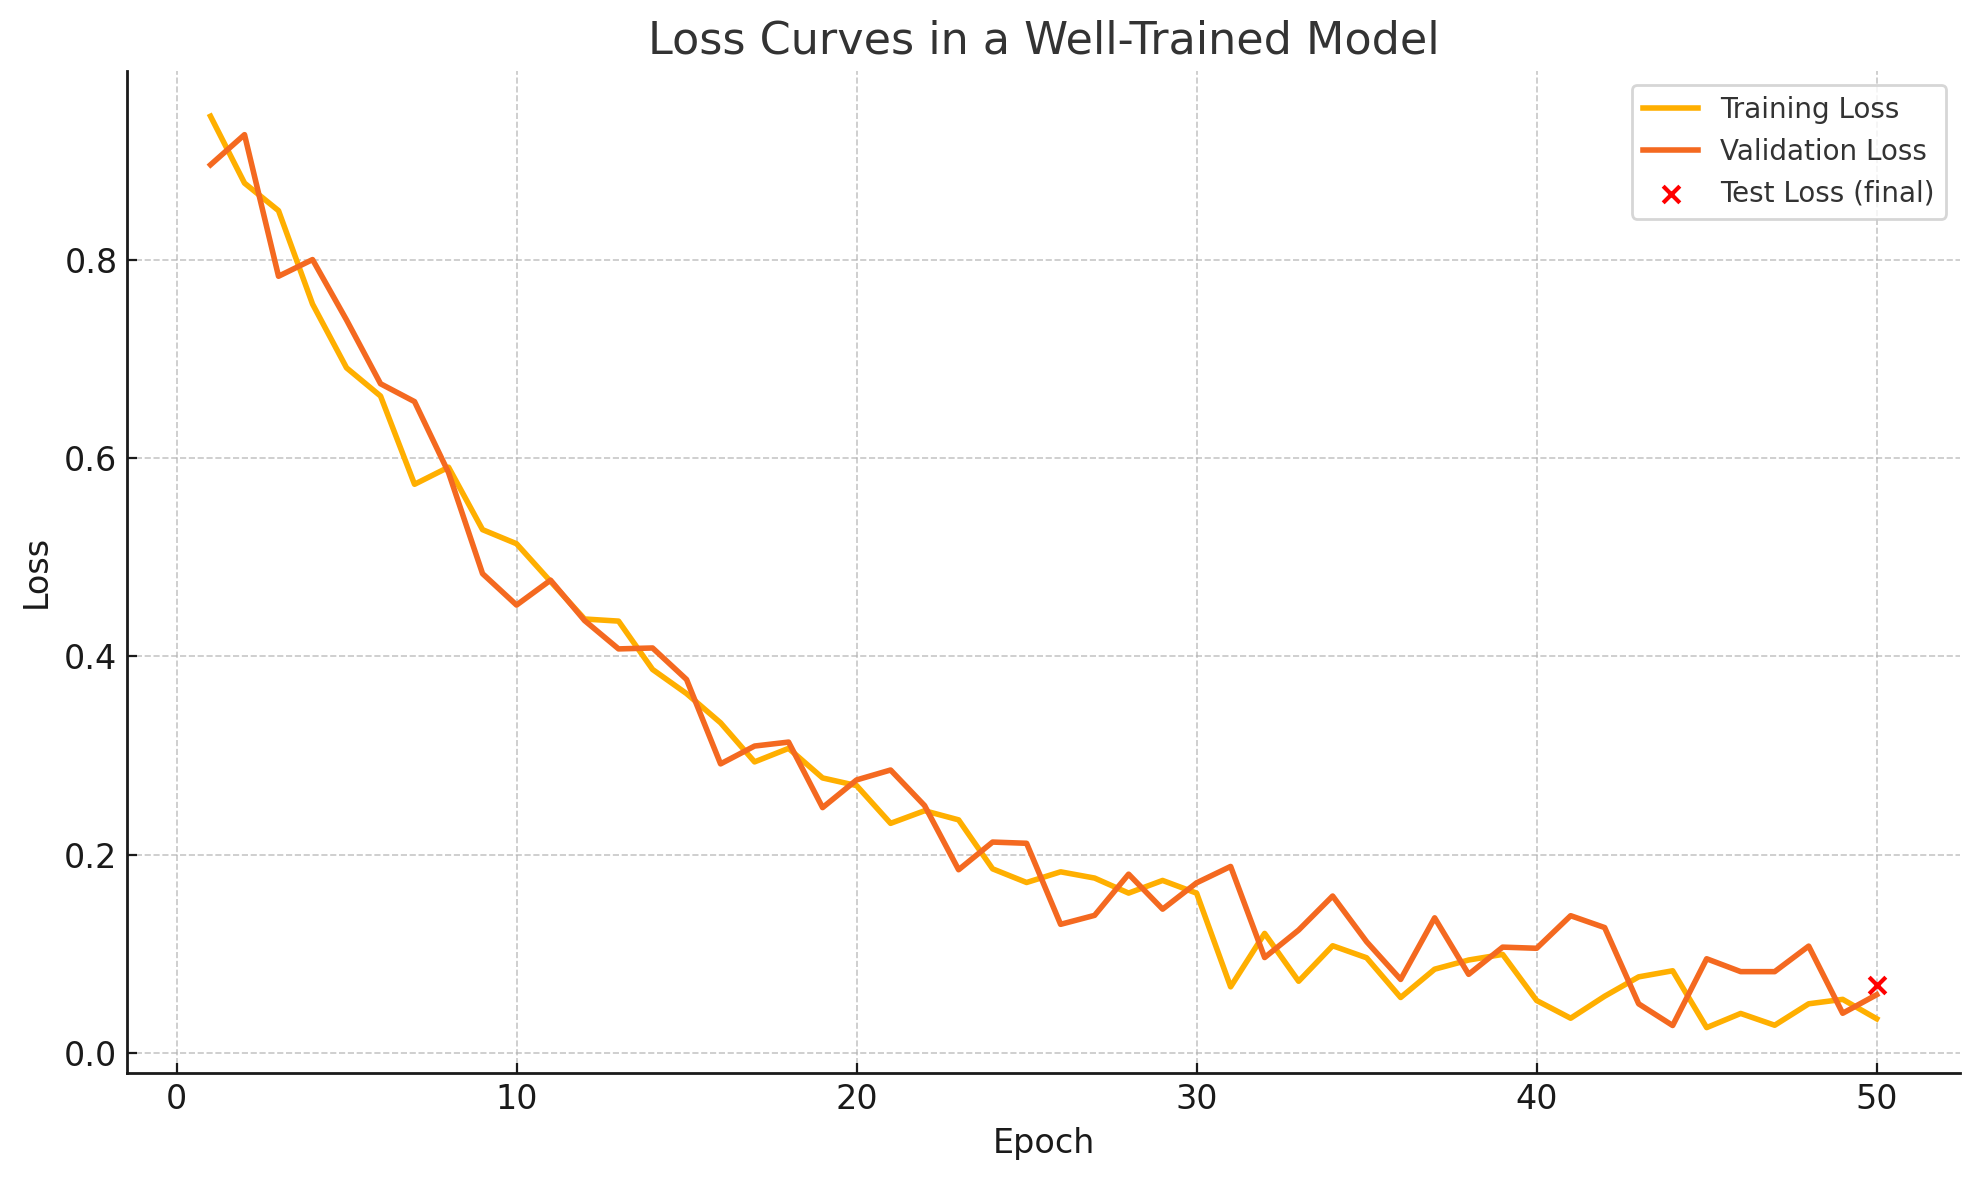 Loss Curves in a Well-Trained Model
Training Loss
Validation Loss
Test Loss (final)
Loss
0.8
0.6
0.4
0.2
0.0
0 10 20 30 40 50
Epoch